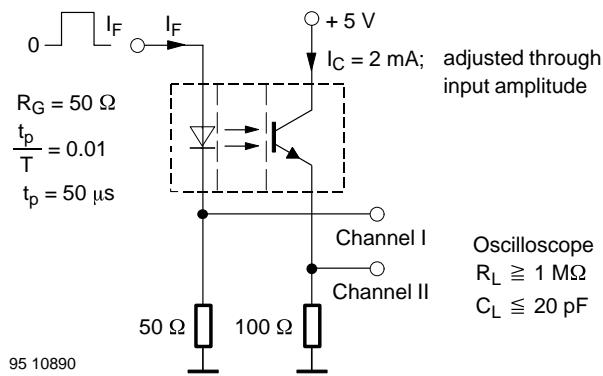 I_F
I_F
0
+ 5 V
I_C = 2 mA;
adjusted through
input amplitude
R_G = 50 Ω
t_p
T
= 0.01
t_p = 50 μs
Channel I
Channel II
Oscilloscope
R_L ≧ 1 MΩ
C_L ≦ 20 pF
50 Ω
100 Ω
95 10890